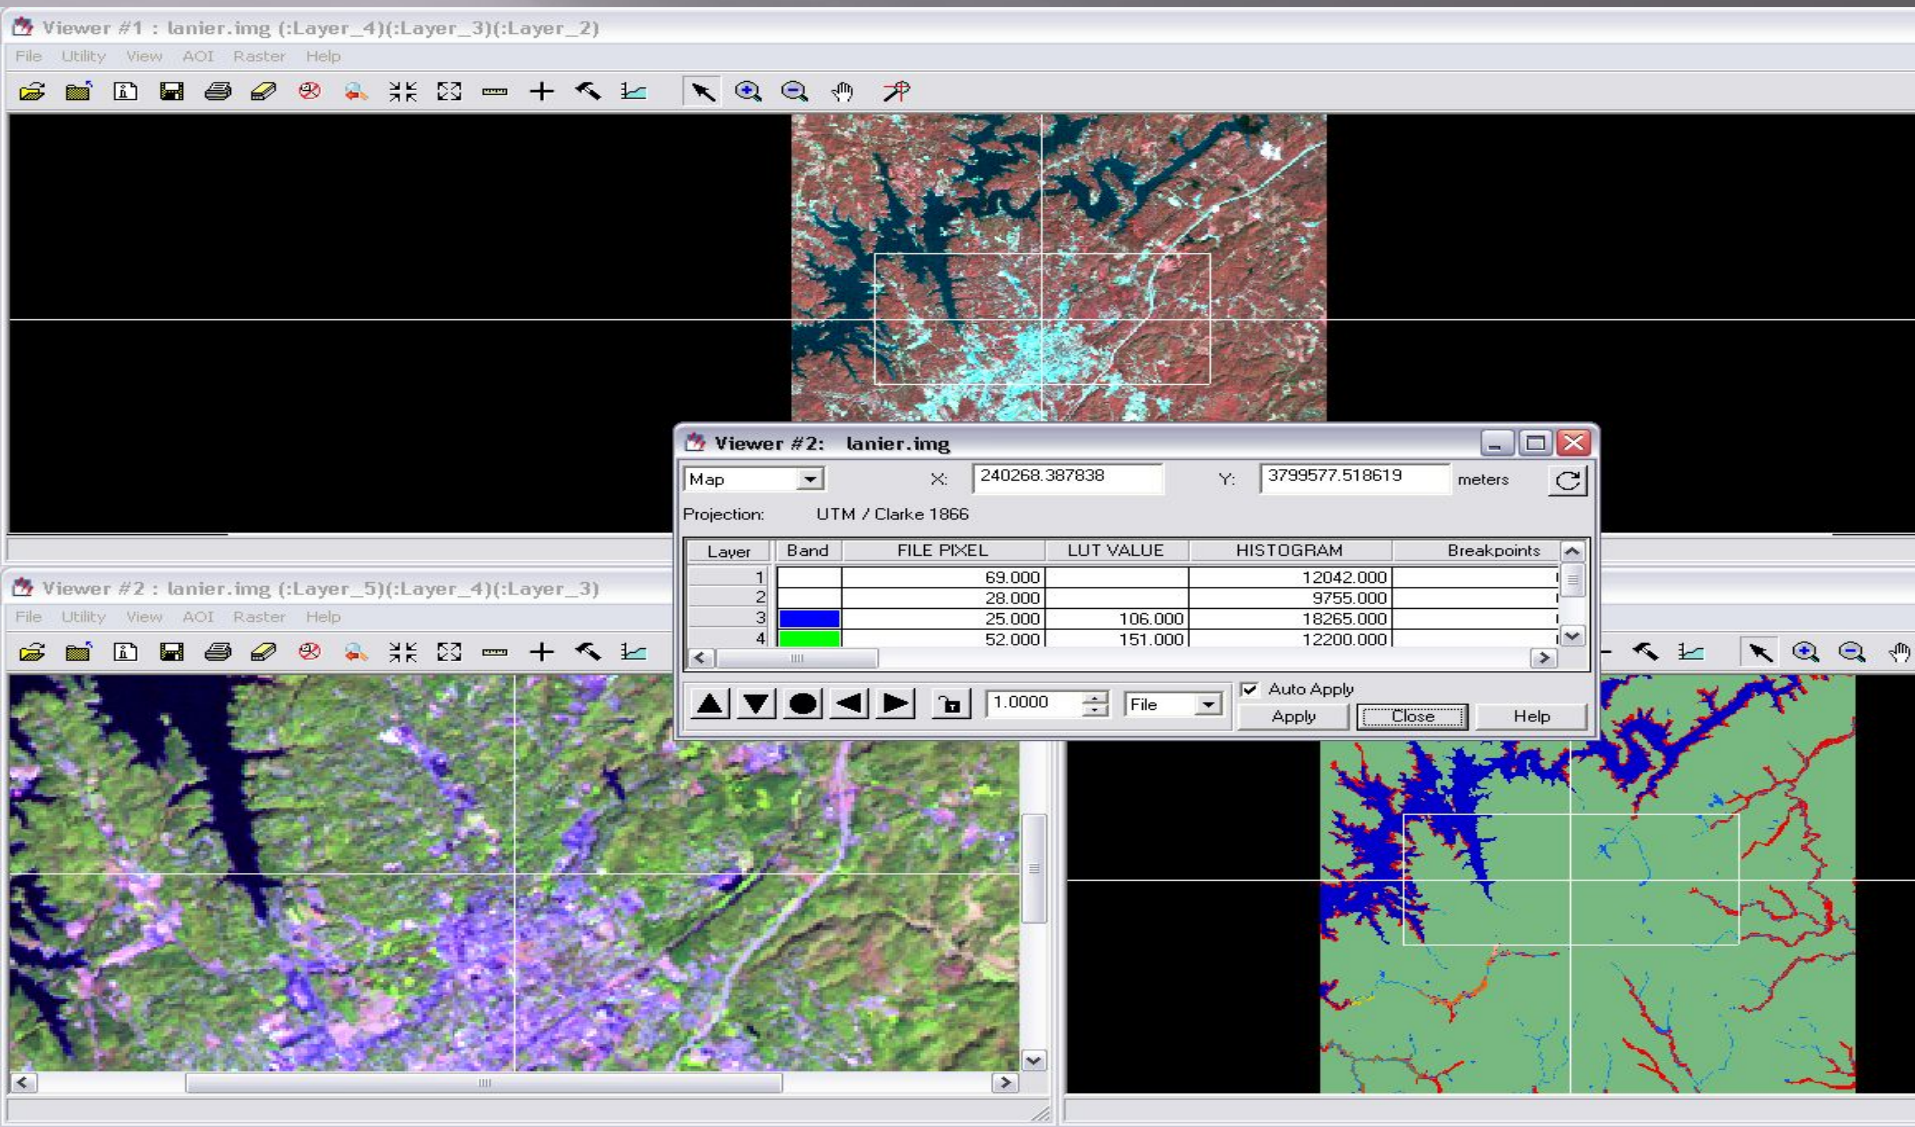 Viewer #1 : lanier.img (:Layer_4)(:Layer_3)(:Layer_2)
File Utility View AOI Raster Help
Viewer #2: lanier.img
Map X: 240268.387838 Y: 3799577.518619 meters
Projection: UTM / Clarke 1866
Layer Band FILE PIXEL LUT VALUE HISTOGRAM Breakpoints
1 69.000 12042.000
2 28.000 9755.000
3 25.000 106.000 18265.000
4 52.000 151.000 12200.000
1.0000 File Auto Apply
Apply Close Help
Viewer #2 : lanier.img (:Layer_5)(:Layer_4)(:Layer_3)
File Utility View AOI Raster Help